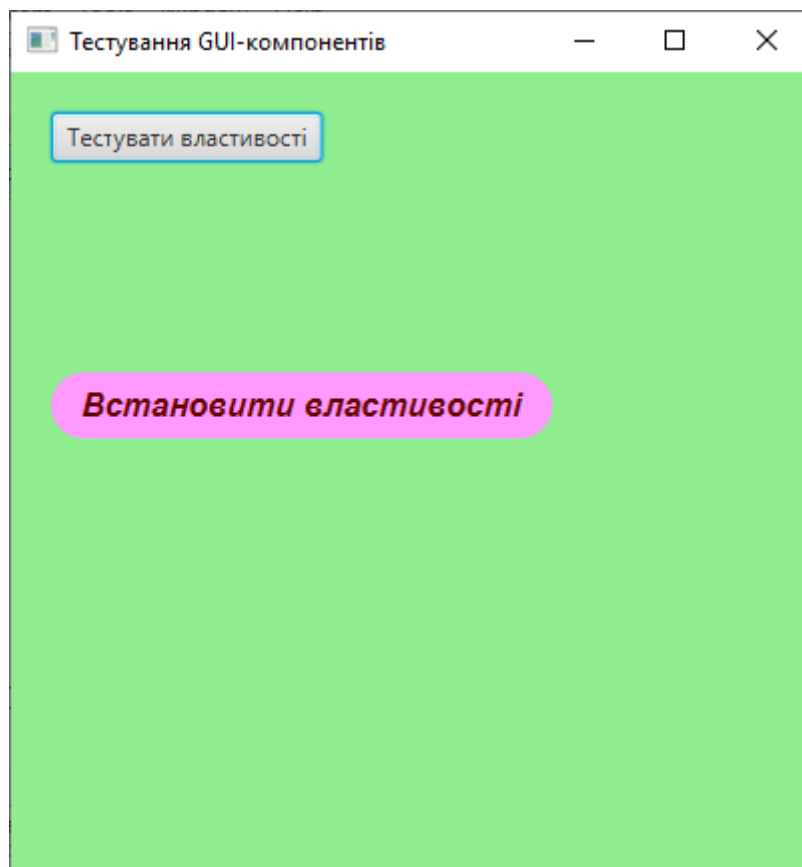 Тестування GUI-компонентів
Тестувати властивості
Встановити властивості